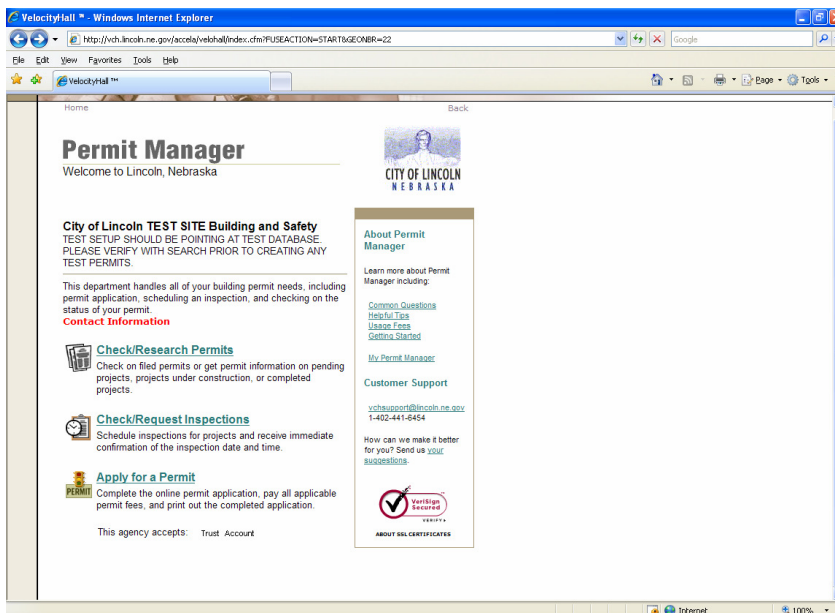 VelocityHall ™ - Windows Internet Explorer
http://vch.lincoln.ne.gov/accela/velohall/index.cfm?FUSEACTION=START&GEONBR=22
Google
File Edit View Favorites Tools Help
VelocityHall ™
Page Tools
Home Back
Permit Manager
Welcome to Lincoln, Nebraska
CITY OF LINCOLN
NEBRASKA
City of Lincoln TEST SITE Building and Safety
TEST SETUP SHOULD BE POINTING AT TEST DATABASE.
PLEASE VERIFY WITH SEARCH PRIOR TO CREATING ANY
TEST PERMITS.
This department handles all of your building permit needs, including
permit application, scheduling an inspection, and checking on the
status of your permit.
Contact Information
Check/Research Permits
Check on filed permits or get permit information on pending
projects, projects under construction, or completed
projects.
Check/Request Inspections
Schedule inspections for projects and receive immediate
confirmation of the inspection date and time.
PERMIT
Apply for a Permit
Complete the online permit application, pay all applicable
permit fees, and print out the completed application.
This agency accepts: Trust Account
About Permit
Manager
Learn more about Permit
Manager including:
Common Questions
Helpful Tips
Usage Fees
Getting Started
My Permit Manager
Customer Support
vchsupport@lincoln.ne.gov
1-402-441-6454
How can we make it better
for you? Send us your
suggestions.
VeriSign
Secured
VERIFY
ABOUT SSL CERTIFICATES
Internet 100%